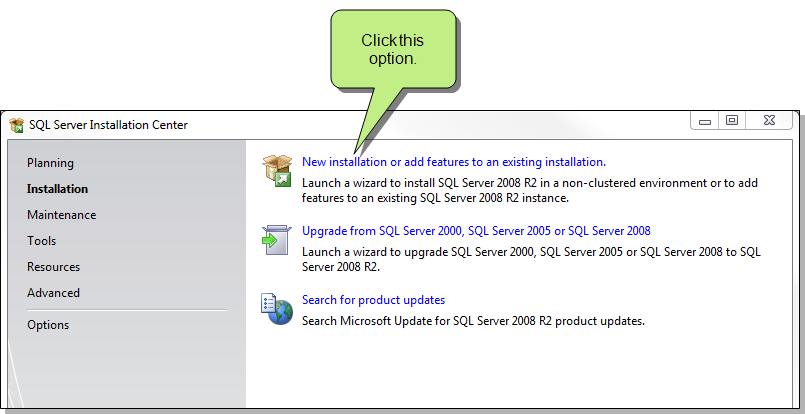 Click this
option.
SQL Server Installation Center
Planning
Installation
Maintenance
Tools
Resources
Advanced
Options
New installation or add features to an existing installation.
Launch a wizard to install SQL Server 2008 R2 in a non-clustered environment or to add
features to an existing SQL Server 2008 R2 instance.
Upgrade from SQL Server 2000, SQL Server 2005 or SQL Server 2008
Launch a wizard to upgrade SQL Server 2000, SQL Server 2005 or SQL Server 2008 to SQL
Server 2008 R2.
Search for product updates
Search Microsoft Update for SQL Server 2008 R2 product updates.